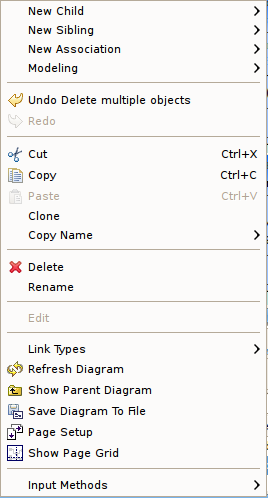 New Child
New Sibling
New Association
Modeling
Undo Delete multiple objects
Redo
Cut Ctrl+X
Copy Ctrl+C
Paste Ctrl+V
Clone
Copy Name
Delete
Rename
Edit
Link Types
Refresh Diagram
Show Parent Diagram
Save Diagram To File
Page Setup
Show Page Grid
Input Methods